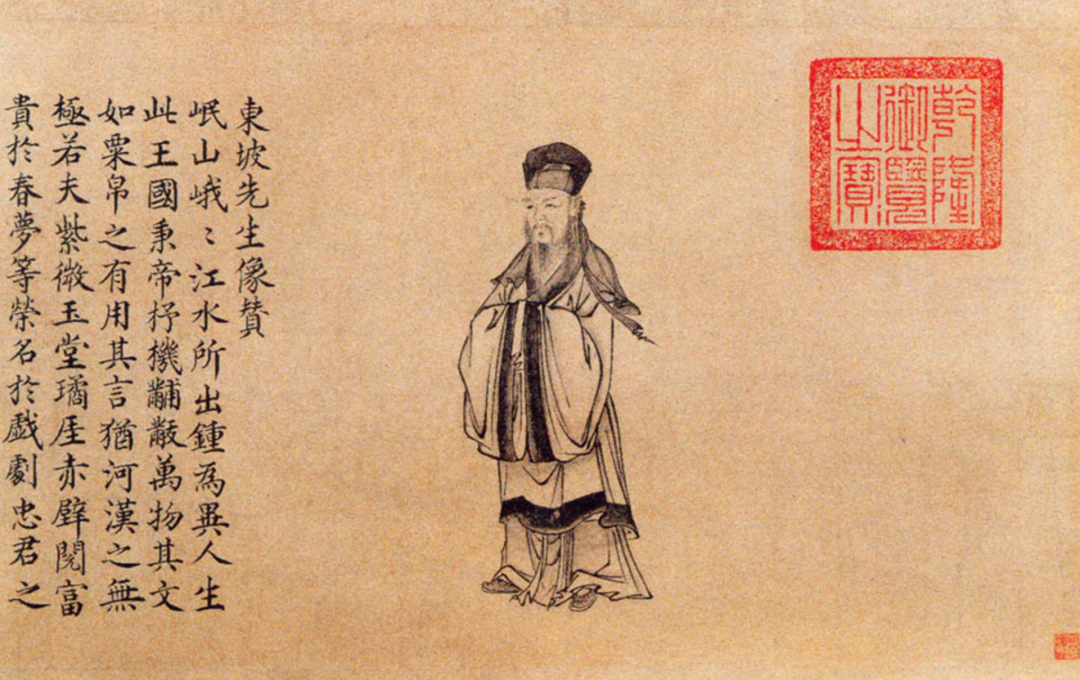 乾隆
御覽
之寶
東坡先生像贊
岷山峨〻江水所出鍾為異人生
此王國秉帝杼機黼黻萬物其文
如粟帛之有用其言猶河漢之無
極若夫紫微玉堂璚厓赤壁閱富
貴於春夢等榮名於戲劇忠君之